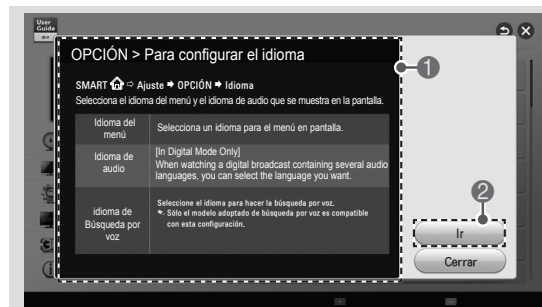 User
Guide
OPCIÓN > Para configurar el idioma
SMART ⇨ Ajuste ➡ OPCIÓN ➡ Idioma
Selecciona el idioma del menú y el idioma de audio que se muestra en la pantalla.
Idioma del
menú
Selecciona un idioma para el menú en pantalla.
Idioma de
audio
[In Digital Mode Only]
When watching a digital broadcast containing several audio
languages, you can select the language you want.
idioma de
Búsqueda por
voz
Seleccione el idioma para hacer la búsqueda por voz.
Sólo el modelo adoptado de búsqueda por voz es compatible
con esta configuración.
1
2
Ir
Cerrar